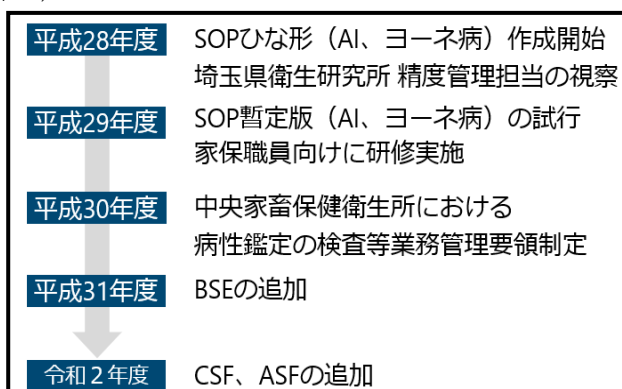 平成28年度 SOPひな形（AI、ヨーネ病）作成開始
埼玉県衛生研究所 精度管理担当の視察
平成29年度 SOP暫定版（AI、ヨーネ病）の試行
家保職員向けに研修実施
平成30年度 中央家畜保健衛生所における
病性鑑定の検査等業務管理要領制定
平成31年度 BSEの追加
令和２年度 CSF、ASFの追加